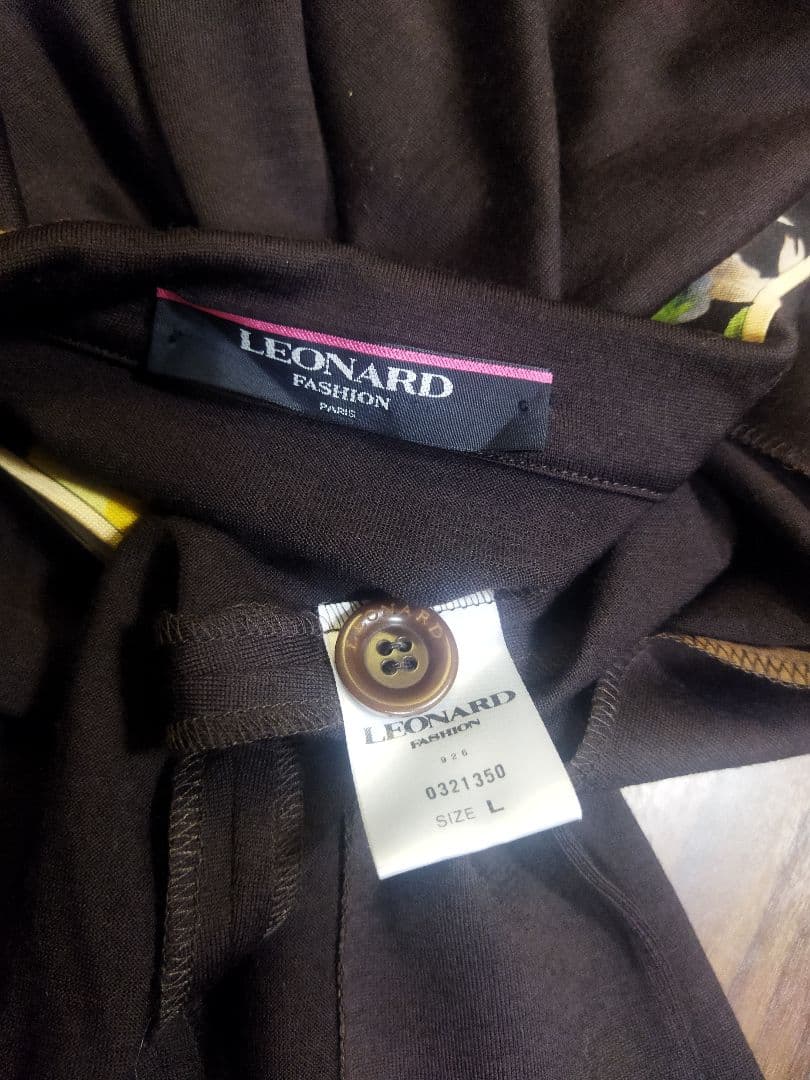 LEONARD
FASHION
PARIS
LEONARD
LEONARD
FASHION
926
0321350
SIZE L